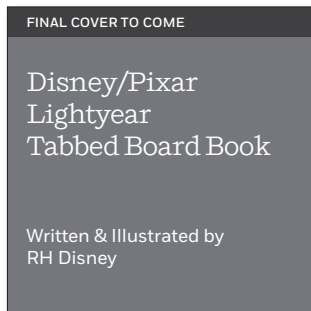 FINAL COVER TO COME
Disney/Pixar
Lightyear
Tabbed Board Book
Written & Illustrated by
RH Disney